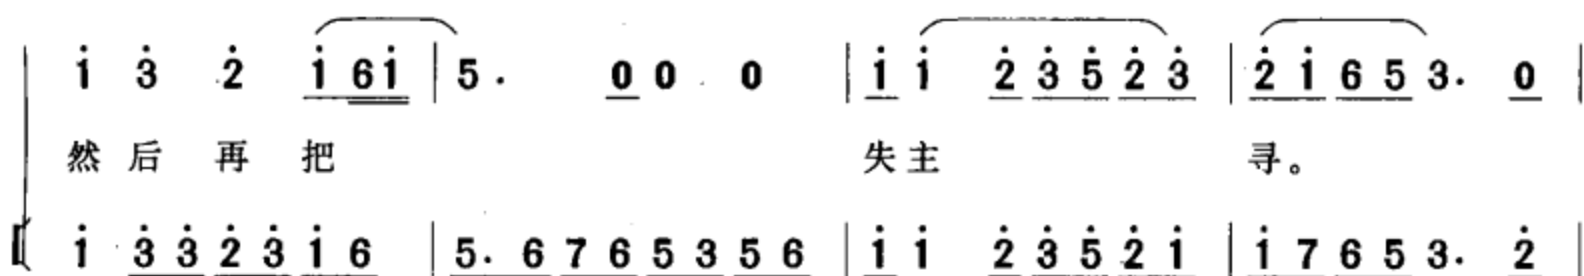 1̇ 3̇ 2̇ 1̇ 6 1̇ | 5 . 0 0 0 | 1̇ 1̇ 2̇ 3̇ 5̇ 2̇ 3̇ | 2̇ 1̇ 6 5 3 . 0 |
然后再把 失主 寻。
1̇ 3̇ 3̇ 2̇ 3̇ 1̇ 6 | 5 . 6 7 6 5 3 5 6 | 1̇ 1̇ 2̇ 3̇ 5̇ 2̇ 1̇ | 1̇ 7 6 5 3 . 2̇ |